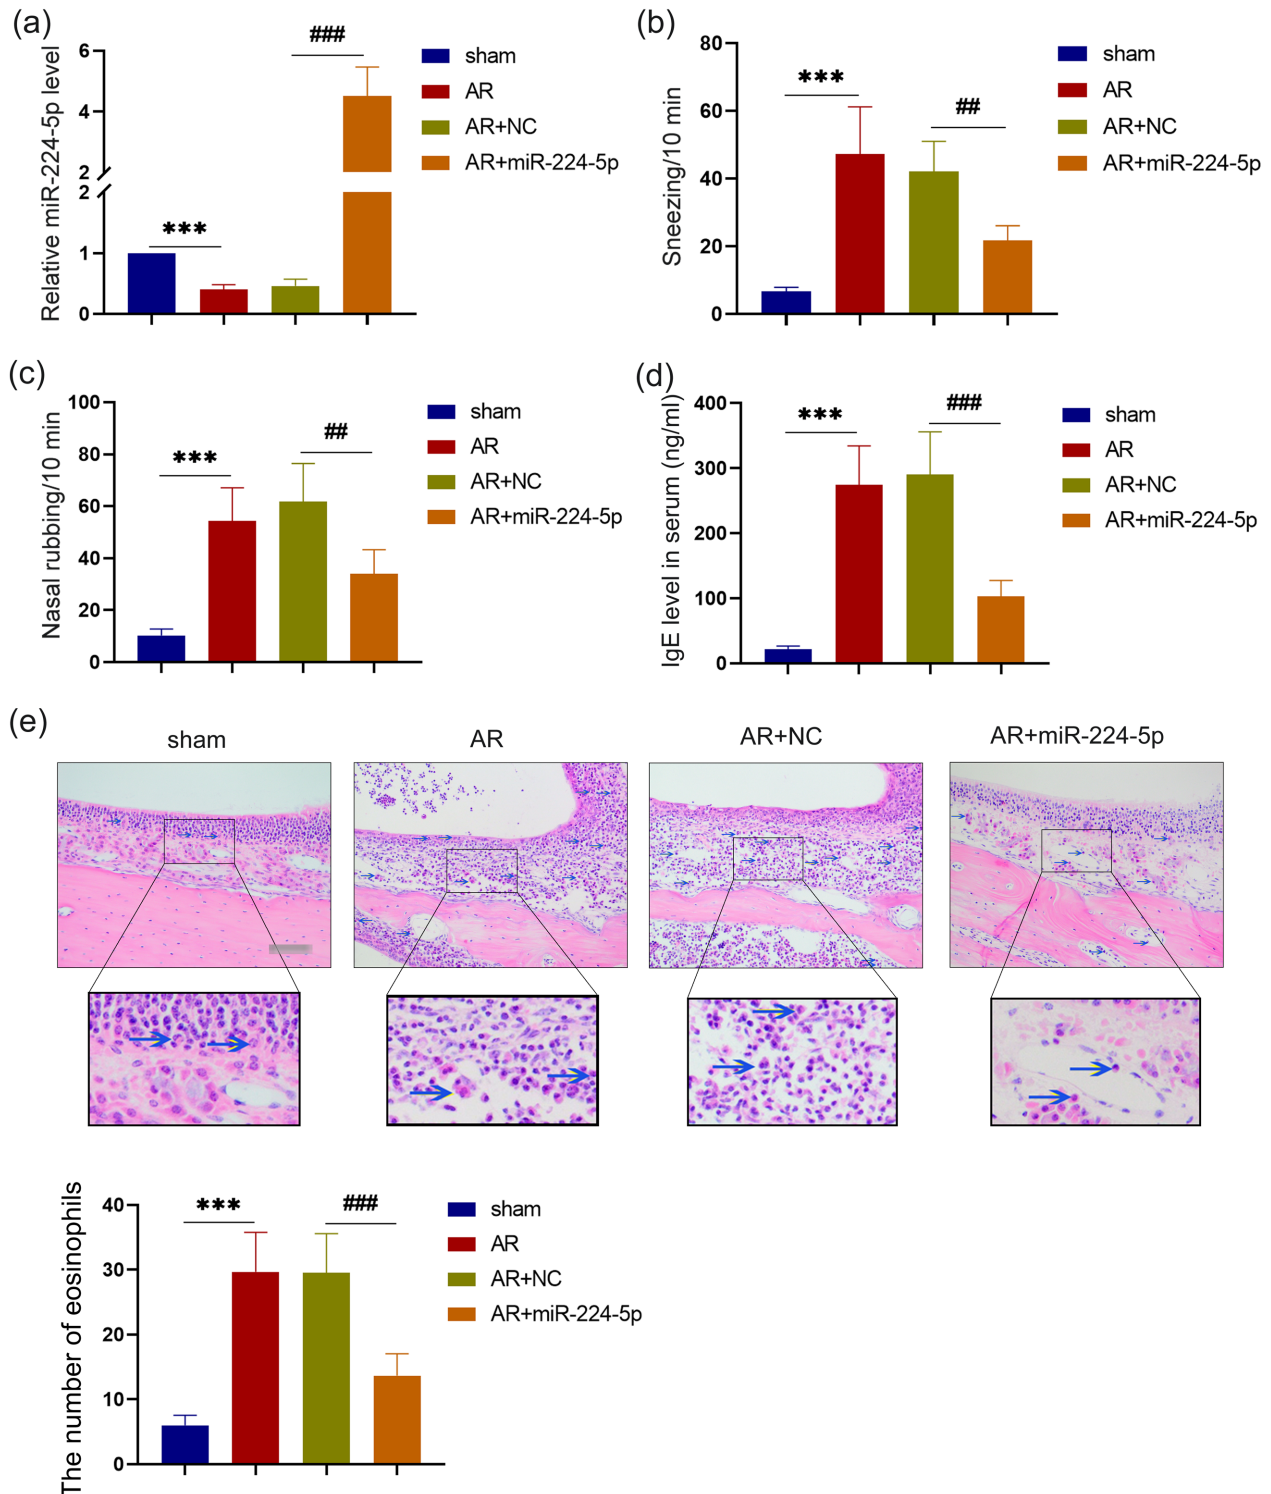 (a)
Relative miR-224-5p level
6
4
2
2
1
0
***
###
sham
AR
AR+NC
AR+miR-224-5p
(b)
Sneezing/10 min
80
60
40
20
0
***
##
sham
AR
AR+NC
AR+miR-224-5p
(c)
Nasal rubbing/10 min
100
80
60
40
20
0
***
##
sham
AR
AR+NC
AR+miR-224-5p
(d)
IgE level in serum (ng/ml)
400
300
200
100
0
***
###
sham
AR
AR+NC
AR+miR-224-5p
(e)
sham
AR
AR+NC
AR+miR-224-5p
The number of eosinophils
40
30
20
10
0
***
###
sham
AR
AR+NC
AR+miR-224-5p